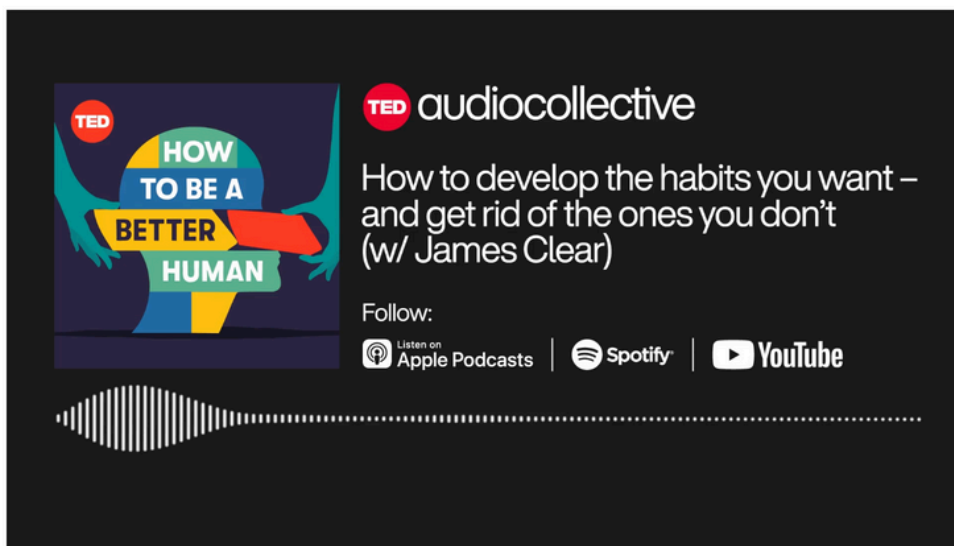 TED
HOW
TO BE A
BETTER
HUMAN
TED audiocollective
How to develop the habits you want –
and get rid of the ones you don't
(w/ James Clear)
Follow:
Listen on
Apple Podcasts
Spotify
YouTube